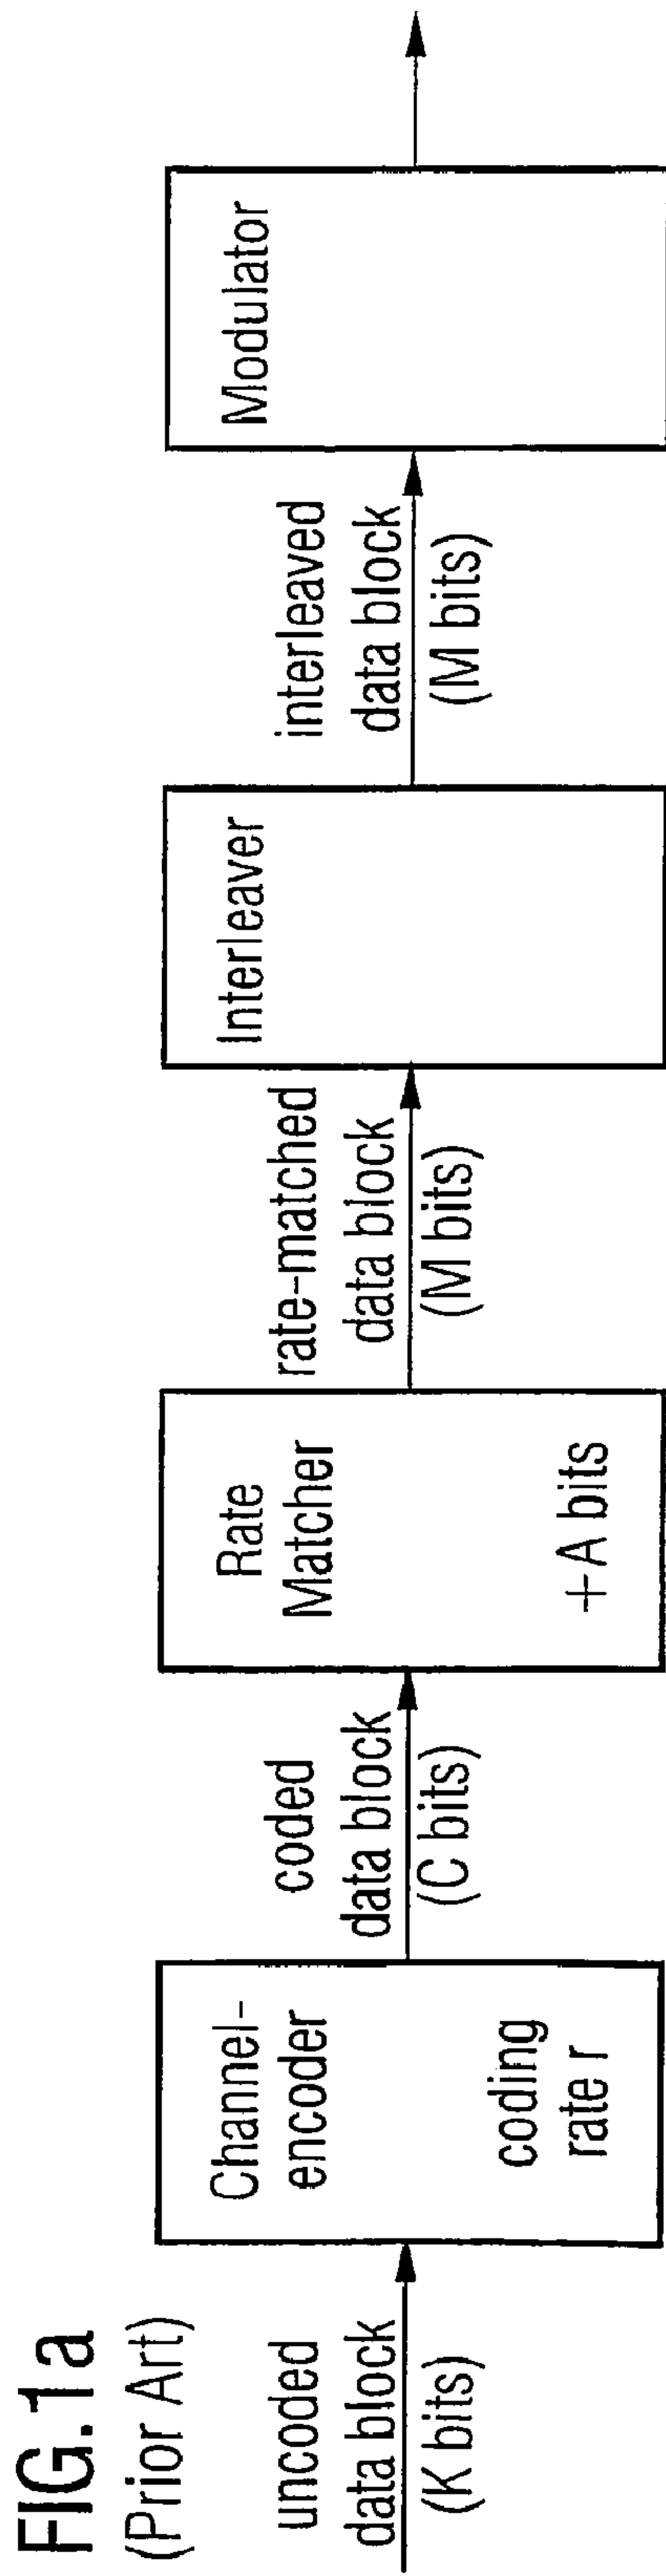 FIG.1a
(Prior Art)
uncoded
data block
(K bits)
Channel-
encoder
coding
rate r
coded
data block
(C bits)
Rate
Matcher
+A bits
rate-matched
data block
(M bits)
Interleaver
interleaved
data block
(M bits)
Modulator